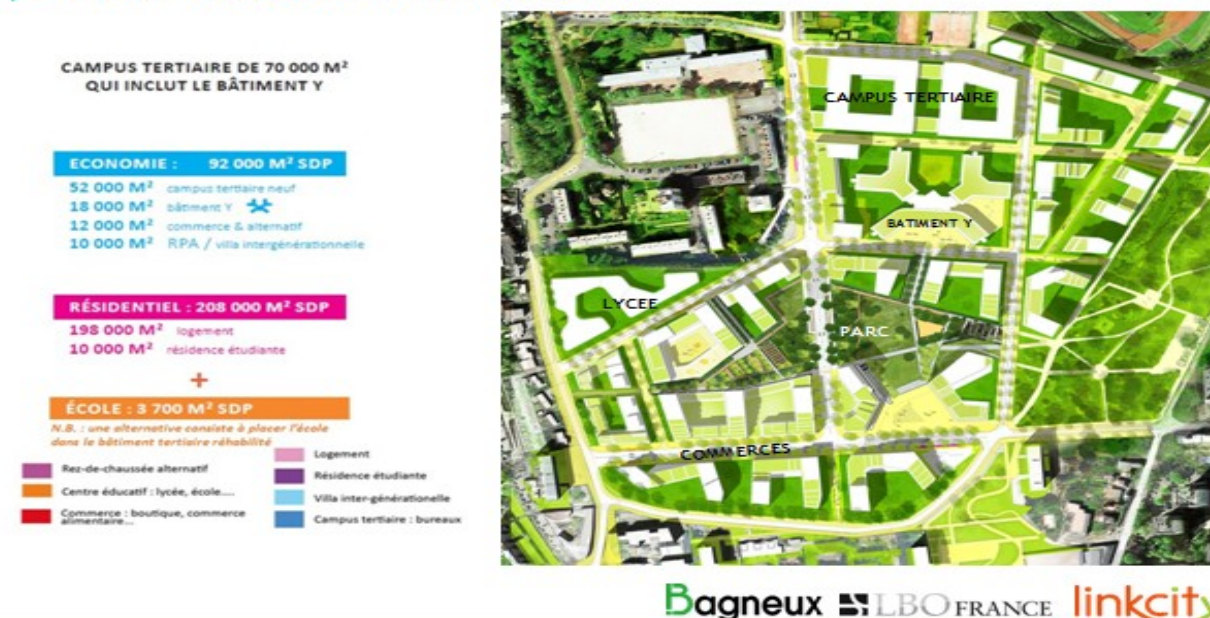 CAMPUS TERTIAIRE DE 70 000 M²
QUI INCLUT LE BÂTIMENT Y
ECONOMIE : 92 000 M² SDP
52 000 M² campus tertiaire neuf
18 000 M² bâtiment Y
12 000 M² commerce & alternatif
10 000 M² RPA / villa intergénérationnelle
RÉSIDENTIEL : 208 000 M² SDP
198 000 M² logement
10 000 M² résidence étudiante
+
ÉCOLE : 3 700 M² SDP
N.B. : une alternative consiste à placer l'école
dans le bâtiment tertiaire réhabilité
Rez-de-chaussée alternatif
Centre éducatif : lycée, école....
Commerce : boutique, commerce
alimentaire...
Logement
Résidence étudiante
Villa inter-générationelle
Campus tertiaire : bureaux
CAMPUS TERTIAIRE
BATIMENT Y
LYCEE
PARC
COMMERCES
Bagneux LBO FRANCE linkcity